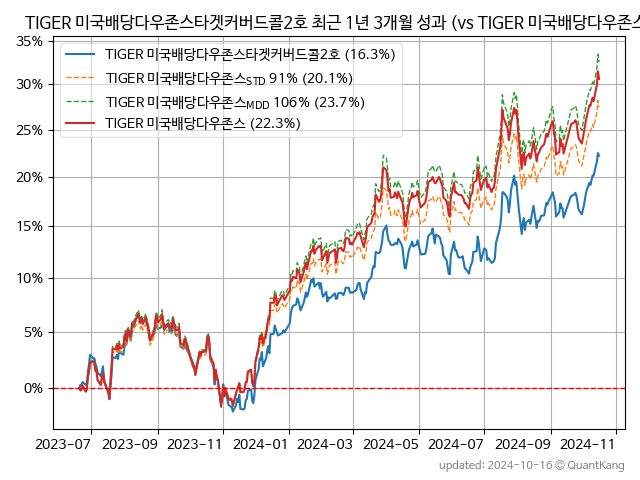 TIGER 미국배당다우존스타겟커버드콜2호 최근 1년 3개월 성과 (vs TIGER 미국배당다우존스
35%
30%
25%
20%
15%
10%
5%
0%
TIGER 미국배당다우존스타겟커버드콜2호 (16.3%)
TIGER 미국배당다우존스STD 91% (20.1%)
TIGER 미국배당다우존스MDD 106% (23.7%)
TIGER 미국배당다우존스 (22.3%)
2023-07 2023-09 2023-11 2024-01 2024-03 2024-05 2024-07 2024-09 2024-11
updated: 2024-10-16 © QuantKang